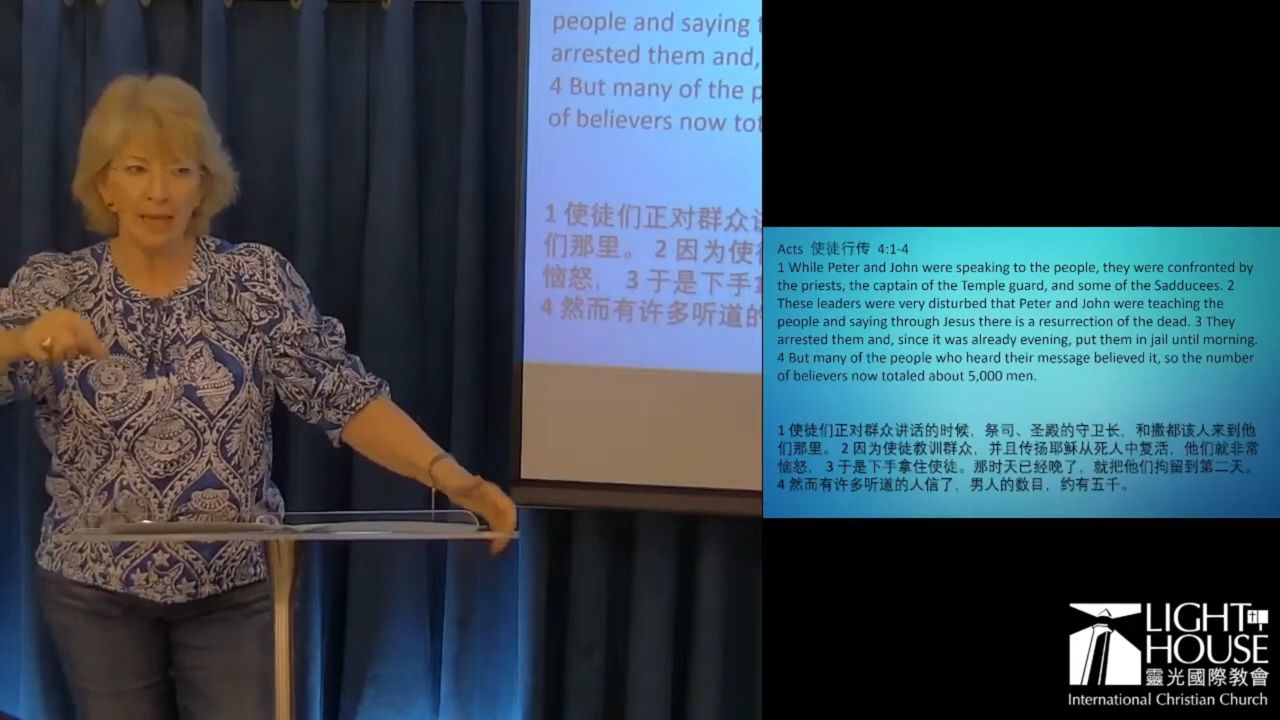 people and saying
arrested them and,
4 But many of the
of believers now
1 使徒们正对群众
们那里。 2 因为使
恼怒, 3 于是下手
4 然而有许多听道的
Acts 使徒行传 4:1-4
1 While Peter and John were speaking to the people, they were confronted by
the priests, the captain of the Temple guard, and some of the Sadducees. 2
These leaders were very disturbed that Peter and John were teaching the
people and saying through Jesus there is a resurrection of the dead. 3 They
arrested them and, since it was already evening, put them in jail until morning.
4 But many of the people who heard their message believed it, so the number
of believers now totaled about 5,000 men.
1 使徒们正对群众讲话的时候, 祭司、圣殿的守卫长, 和撒都该人来到他
们那里。 2 因为使徒教训群众, 并且传扬耶稣从死人中复活, 他们就非常
恼怒, 3 于是下手拿住使徒。那时天已经晚了, 就把他们拘留到第二天。
4 然而有许多听道的人信了, 男人的数目, 约有五千。
LIGHT
HOUSE
靈光國際教會
International Christian Church